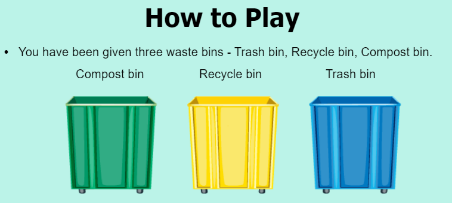 How to Play
• You have been given three waste bins - Trash bin, Recycle bin, Compost bin.
Compost bin Recycle bin Trash bin